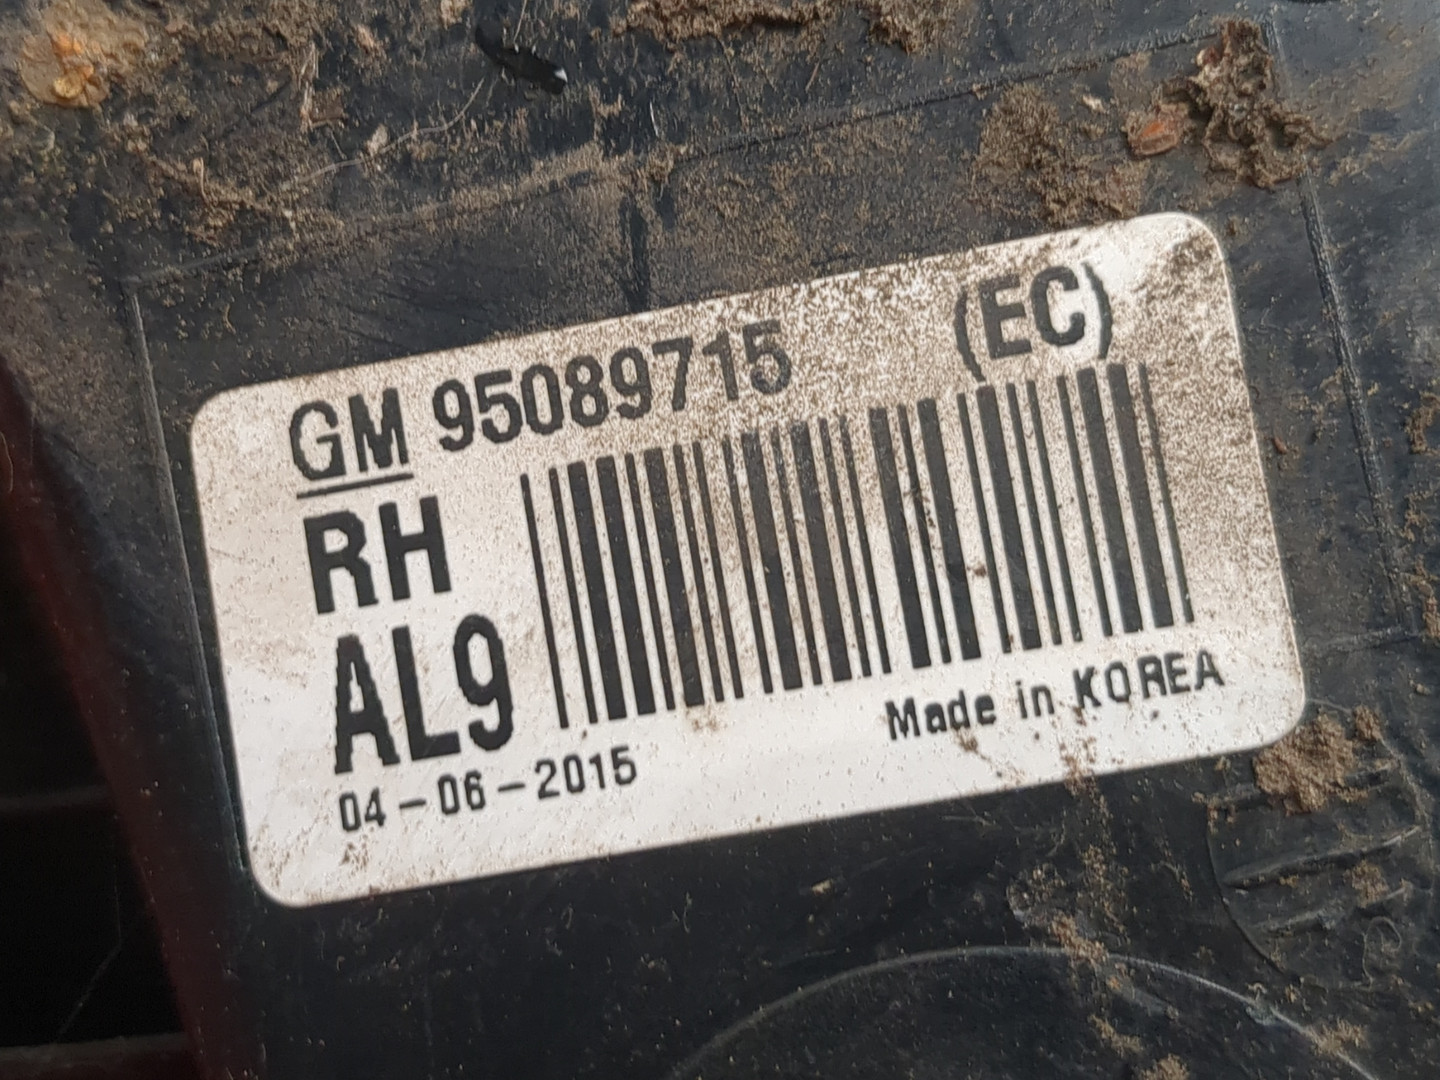 GM 95089715 (EC)
RH
AL9
04-06-2015
Made in KOREA